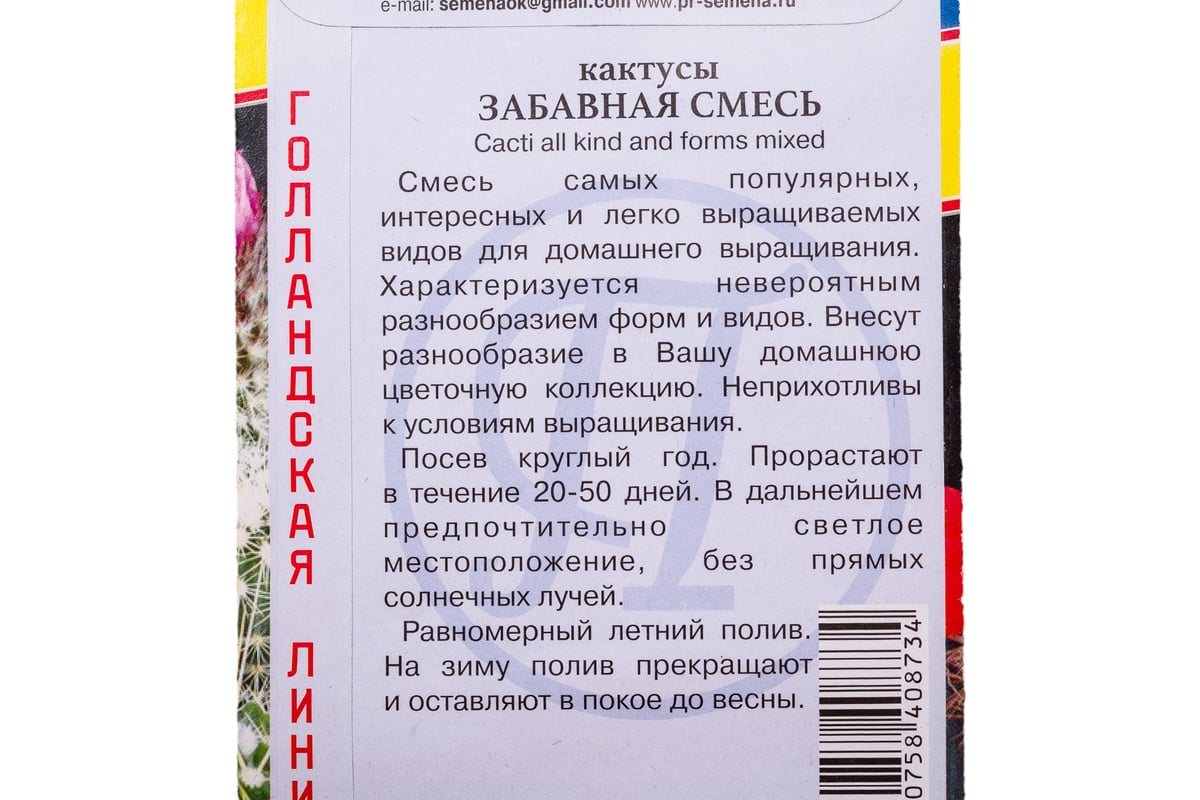 e-mail: semenaok@gmail.com www.pr-semena.ru
кактусы
ЗАБАВНАЯ СМЕСЬ
Cacti all kind and forms mixed
Смесь самых популярных,
интересных и легко выращиваемых
видов для домашнего выращивания.
Характеризуется невероятным
разнообразием форм и видов. Внесут
разнообразие в Вашу домашнюю
цветочную коллекцию. Неприхотливы
к условиям выращивания.
Посев круглый год. Прорастают
в течение 20-50 дней. В дальнейшем
предпочтительно светлое
местоположение, без прямых
солнечных лучей.
Равномерный летний полив.
На зиму полив прекращают
и оставляют в покое до весны.
ГОЛЛАНДСКАЯ ЛИНИ
0758 408734